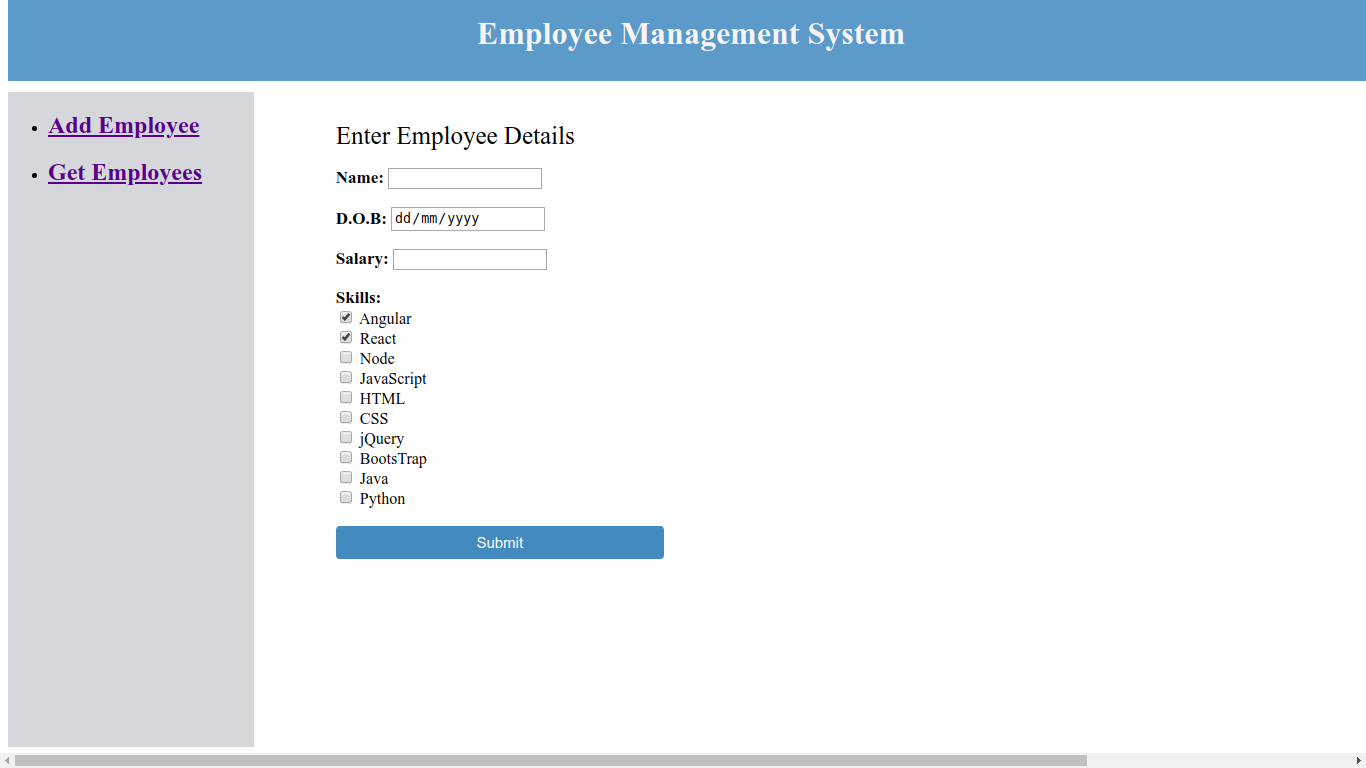 Employee Management System
Add Employee
Get Employees
Enter Employee Details
Name:
D.O.B: dd/mm/yyyy
Salary:
Skills:
Angular
React
Node
JavaScript
HTML
CSS
jQuery
BootsTrap
Java
Python
Submit